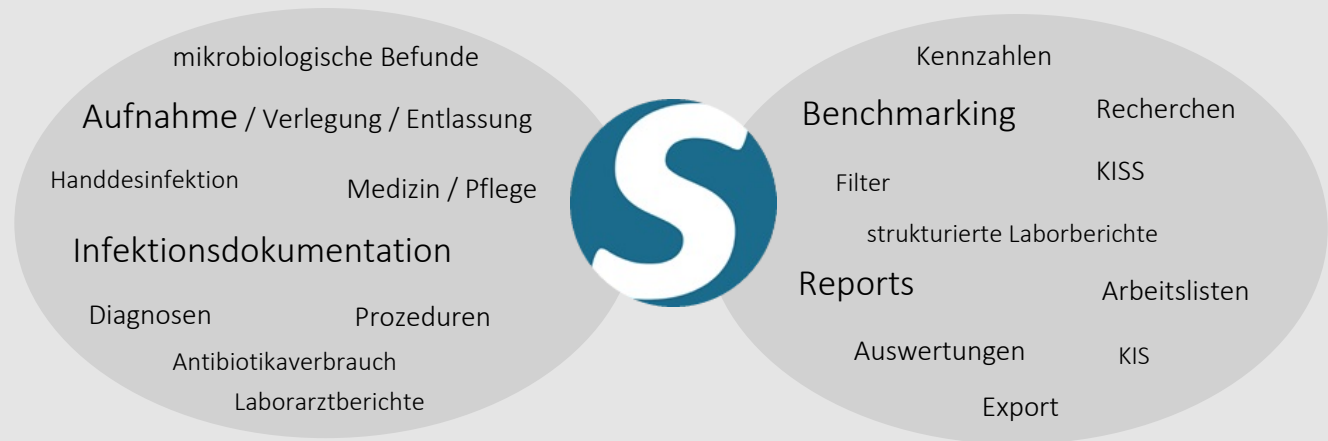 mikrobiologische Befunde
Aufnahme / Verlegung / Entlassung
Handdesinfektion
Medizin / Pflege
Infektionsdokumentation
Diagnosen
Prozeduren
Antibiotikaverbrauch
Laborarztberichte
S
Kennzahlen
Benchmarking
Recherchen
Filter
KISS
strukturierte Laborberichte
Reports
Arbeitslisten
Auswertungen
KIS
Export